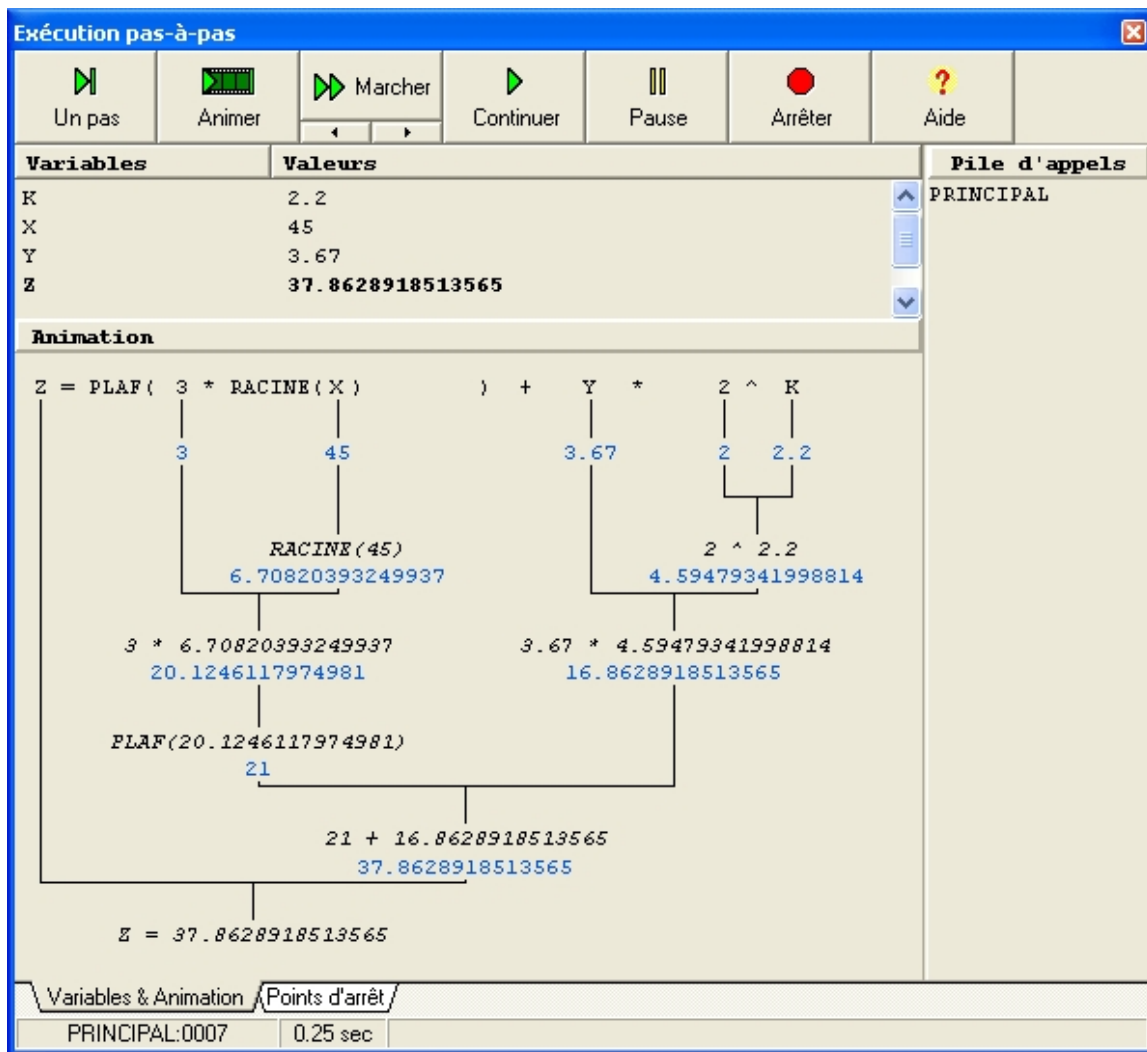 Exécution pas-à-pas
Un pas
Animer
Marcher
Continuer
Pause
Arrêter
Aide
Variables Valeurs Pile d'appels
K 2.2 PRINCIPAL
X 45
Y 3.67
Z 37.8628918513565
Animation
Z = PLAF( 3 * RACINE(X) ) + Y * 2 ^ K
3 45 3.67 2 2.2
RACINE(45) 2 ^ 2.2
6.70820393249937 4.59479341998814
3 * 6.70820393249937 3.67 * 4.59479341998814
20.1246117974981 16.8628918513565
PLAF(20.1246117974981)
21
21 + 16.8628918513565
37.8628918513565
Z = 37.8628918513565
Variables & Animation Points d'arrêt
PRINCIPAL:0007 0.25 sec